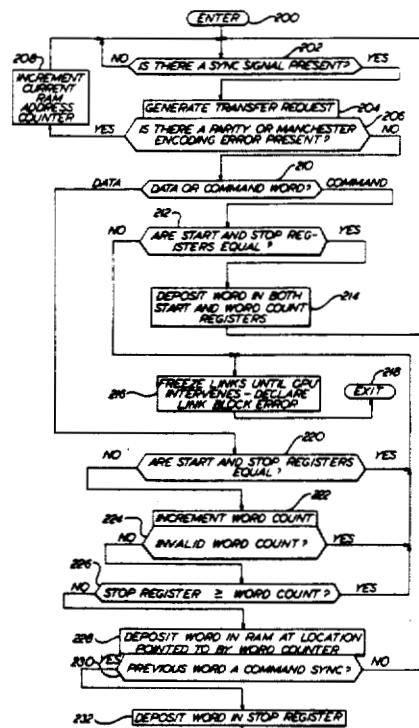 ENTER 200
208 202
NO IS THERE A SYNC SIGNAL PRESENT? YES
INCREMENT
CURRENT
RAM
ADDRESS
COUNTER
GENERATE TRANSFER REQUEST 204
206
YES IS THERE A PARITY OR MANCHESTER NO
ENCODING ERROR PRESENT?
210
DATA DATA OR COMMAND WORD? COMMAND
212
NO ARE START AND STOP REG- YES
ISTERS EQUAL?
DEPOSIT WORD IN BOTH
START AND WORD COUNT 214
REGISTERS
FREEZE LINKS UNTIL CPU 218
216 INTERVENES-DECLARE EXIT
LINK BLOCK ERROR
220
NO ARE START AND STOP REGISTERS YES
EQUAL?
222
224 INCREMENT WORD COUNT
NO INVALID WORD COUNT? YES
226
NO STOP REGISTER ≥ WORD COUNT? YES
228 DEPOSIT WORD IN RAM AT LOCATION
POINTED TO BY WORD COUNTER
YES PREVIOUS WORD A COMMAND SYNC? NO
230
232 DEPOSIT WORD IN STOP REGISTER